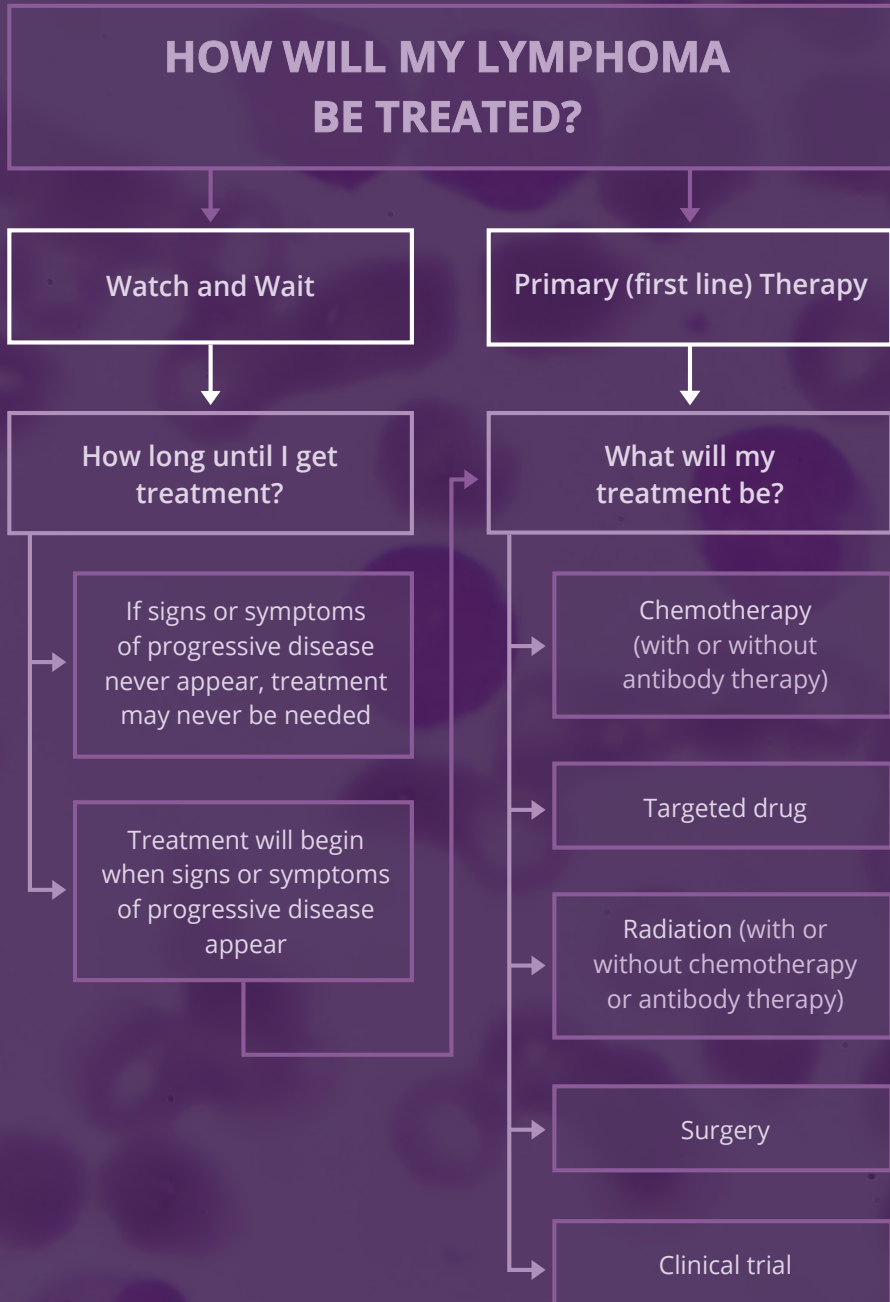 HOW WILL MY LYMPHOMA
BE TREATED?
Watch and Wait
Primary (first line) Therapy
How long until I get
treatment?
What will my
treatment be?
If signs or symptoms
of progressive disease
never appear, treatment
may never be needed
Treatment will begin
when signs or symptoms
of progressive disease
appear
Chemotherapy
(with or without
antibody therapy)
Targeted drug
Radiation (with or
without chemotherapy
or antibody therapy)
Surgery
Clinical trial